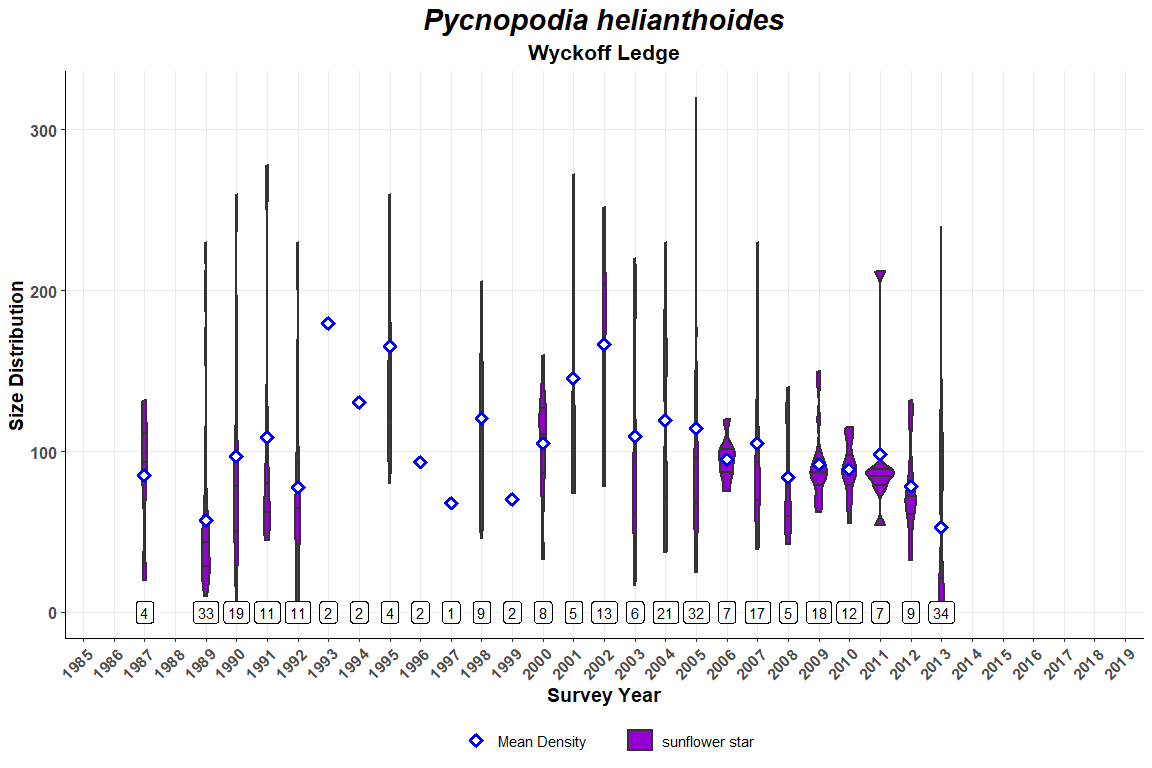 Pycnopodia helianthoides
Wyckoff Ledge
Size Distribution
300
200
100
0
4 33 19 11 11 2 2 4 2 1 9 2 8 5 13 6 21 32 7 17 5 18 12 7 9 34
1985 1986 1987 1988 1989 1990 1991 1992 1993 1994 1995 1996 1997 1998 1999 2000 2001 2002 2003 2004 2005 2006 2007 2008 2009 2010 2011 2012 2013 2014 2015 2016 2017 2018 2019
Survey Year
Mean Density sunflower star